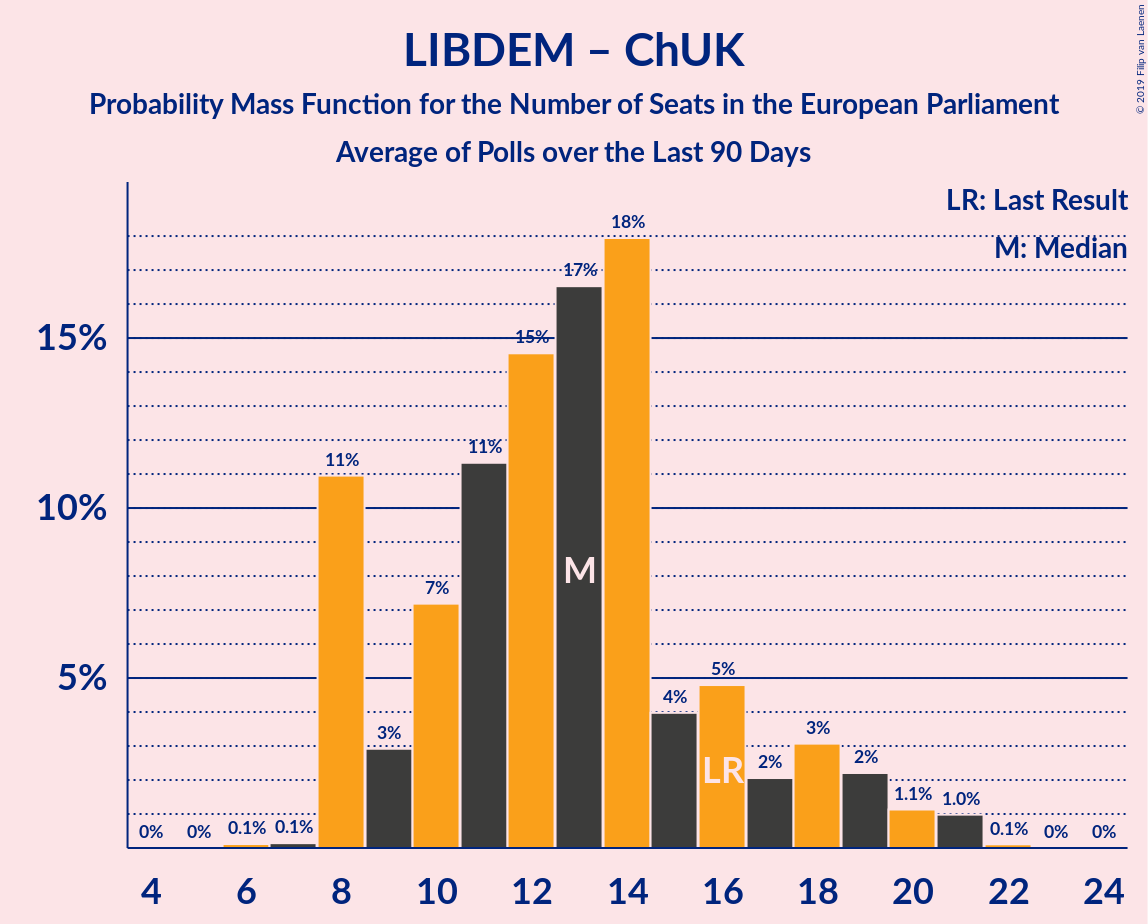 LIBDEM – ChUK
Probability Mass Function for the Number of Seats in the European Parliament
Average of Polls over the Last 90 Days
© 2019 Filip van Laenen
LR: Last Result
M: Median
15%
10%
5%
0% 0% 0.1% 0.1% 11% 3% 7% 11% 15% 17% 18% 4% 5% 2% 3% 2% 1.1% 1.0% 0.1% 0% 0%
M
LR
4 6 8 10 12 14 16 18 20 22 24